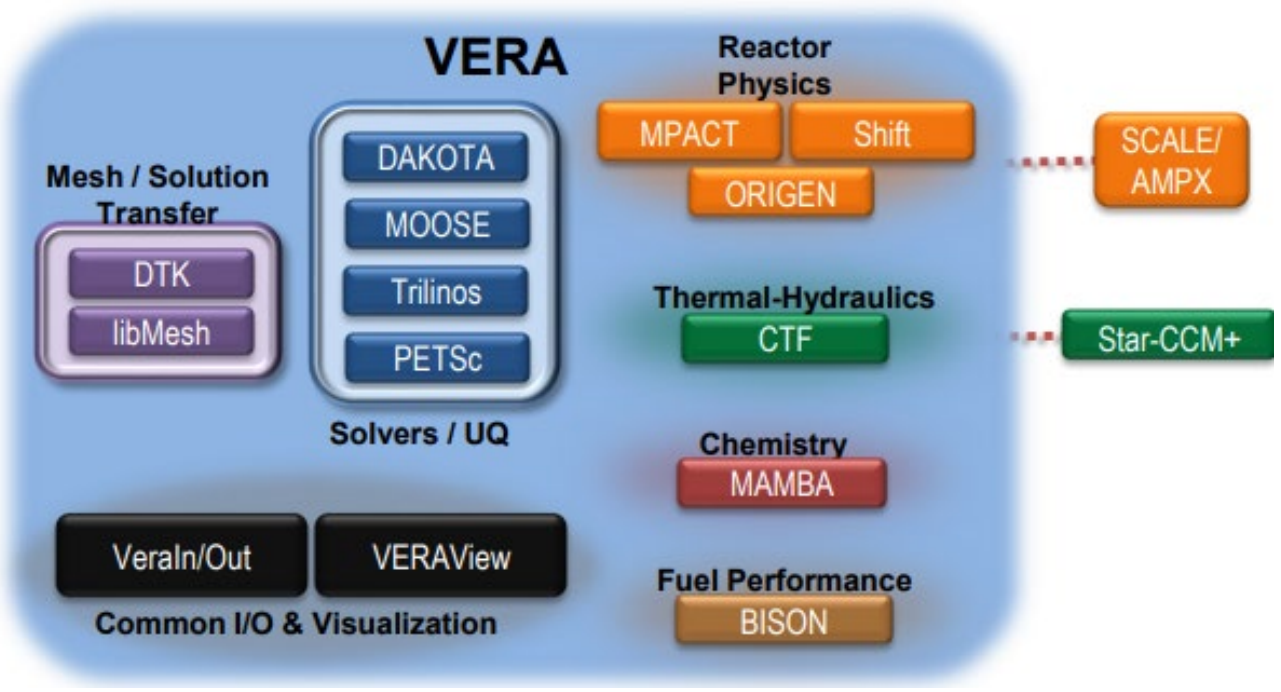 VERA
Mesh / Solution
Transfer
DTK
libMesh
DAKOTA
MOOSE
Trilinos
PETSc
Solvers / UQ
VeraIn/Out
VERAView
Common I/O & Visualization
Reactor
Physics
MPACT
Shift
ORIGEN
SCALE/
AMPX
Thermal-Hydraulics
CTF
Star-CCM+
Chemistry
MAMBA
Fuel Performance
BISON